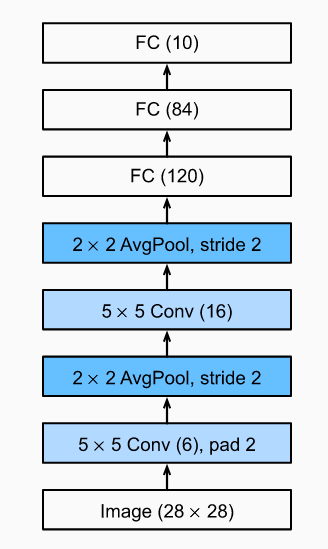 FC (10)
FC (84)
FC (120)
2 × 2 AvgPool, stride 2
5 × 5 Conv (16)
2 × 2 AvgPool, stride 2
5 × 5 Conv (6), pad 2
Image (28 × 28)